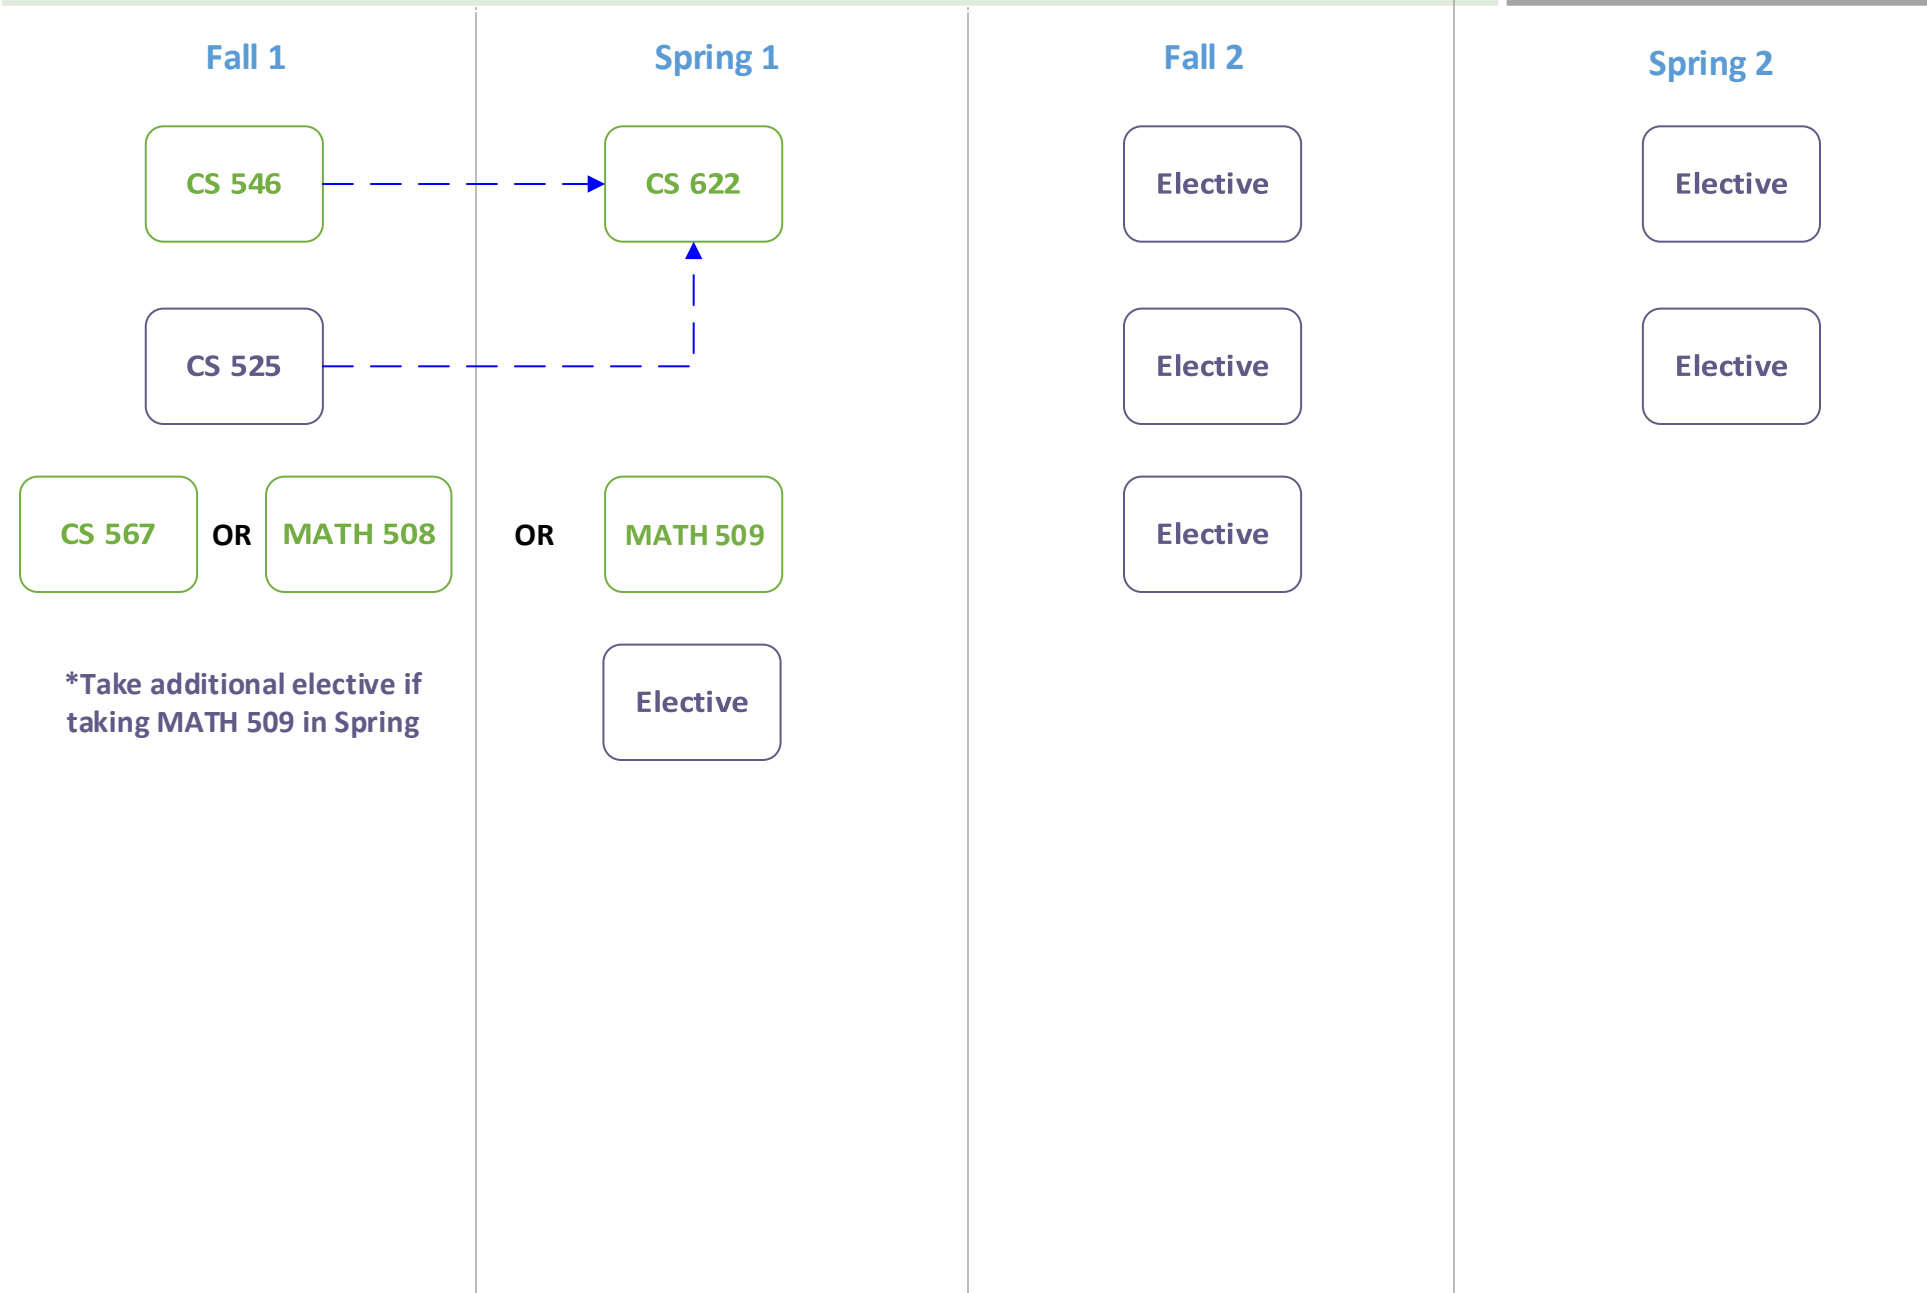 Fall 1
Spring 1
Fall 2
Spring 2
CS 546
CS 622
Elective
Elective
CS 525
Elective
Elective
CS 567
OR
MATH 508
OR
MATH 509
Elective
*Take additional elective if
taking MATH 509 in Spring
Elective